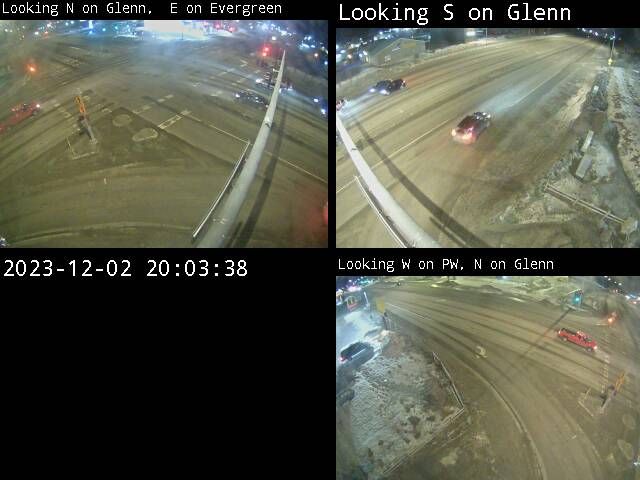 Looking N on Glenn,  E on Evergreen
Looking S on Glenn
2023-12-02 20:03:38
Looking W on PW, N on Glenn